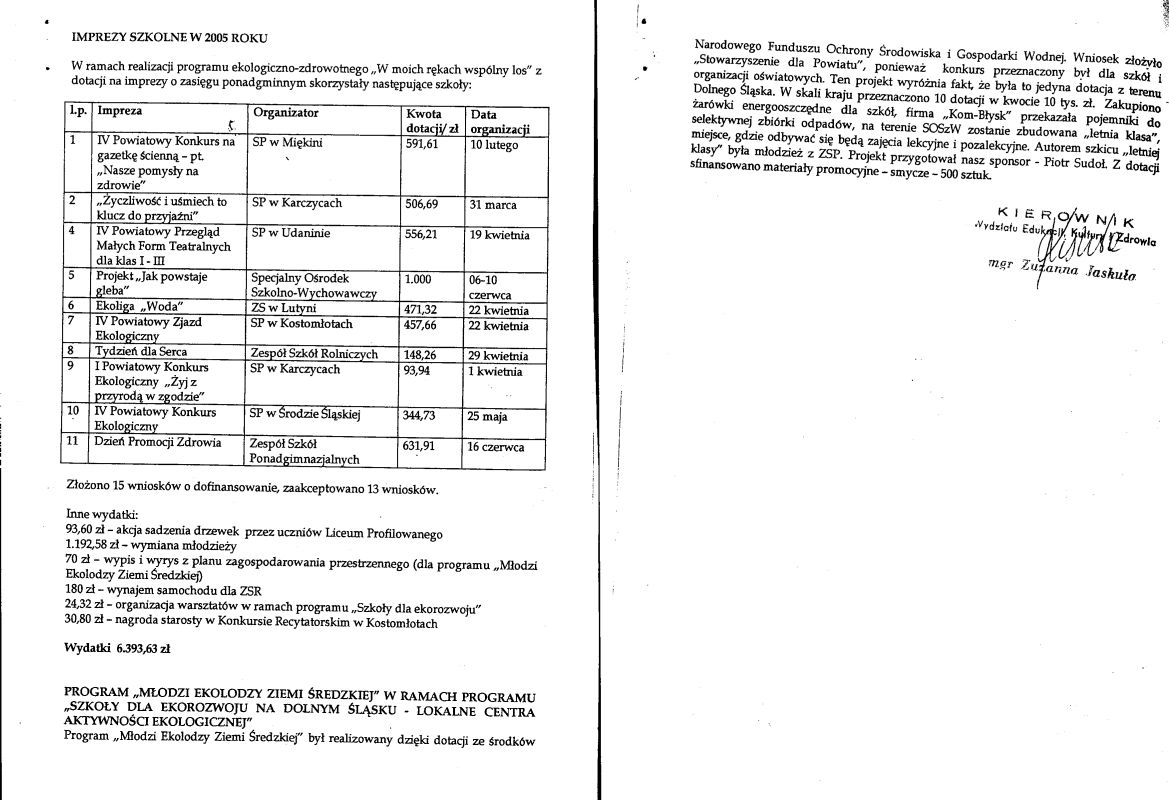 IMPREZY SZKOLNE W 2005 ROKU
W ramach realizacji programu ekologiczno-zdrowotnego „W moich rękach wspólny los" z
dotacji na imprezy o zasięgu ponadgminnym skorzystały następujące szkoły:
l.p. Impreza Organizator Kwota dotacji/ zł Data organizacji
1 IV Powiatowy Konkurs na gazetkę ścienną – pt. „Nasze pomysły na zdrowie" SP w Miękini 591,61 10 lutego
2 „Życzliwość i uśmiech to klucz do przyjaźni" SP w Karczycach 506,69 31 marca
4 IV Powiatowy Przegląd Małych Form Teatralnych dla klas I - III SP w Udaninie 556,21 19 kwietnia
5 Projekt „Jak powstaje gleba" Specjalny Ośrodek Szkolno-Wychowawczy 1.000 06-10 czerwca
6 Ekoliga „Woda" ZS w Lutyni 471,32 22 kwietnia
7 IV Powiatowy Zjazd Ekologiczny SP w Kostomłotach 457,66 22 kwietnia
8 Tydzień dla Serca Zespół Szkół Rolniczych 148,26 29 kwietnia
9 I Powiatowy Konkurs Ekologiczny „Żyj z przyrodą w zgodzie" SP w Karczycach 93,94 1 kwietnia
10 IV Powiatowy Konkurs Ekologiczny SP w Środzie Śląskiej 344,73 25 maja
11 Dzień Promocji Zdrowia Zespół Szkół Ponadgimnazjalnych 631,91 16 czerwca
Złożono 15 wniosków o dofinansowanie, zaakceptowano 13 wniosków.
Inne wydatki:
93,60 zł – akcja sadzenia drzewek przez uczniów Liceum Profilowanego
1.192,58 zł – wymiana młodzieży
70 zł – wypis i wyrys z planu zagospodarowania przestrzennego (dla programu „Młodzi
Ekolodzy Ziemi Średzkiej)
180 zł – wynajem samochodu dla ZSR
24,32 zł – organizacja warsztatów w ramach programu „Szkoły dla ekorozwoju"
30,80 zł – nagroda starosty w Konkursie Recytatorskim w Kostomłotach
Wydatki 6.393,63 zł
PROGRAM „MŁODZI EKOLODZY ZIEMI ŚREDZKIEJ" W RAMACH PROGRAMU
„SZKOŁY DLA EKOROZWOJU NA DOLNYM ŚLĄSKU - LOKALNE CENTRA
AKTYWNOŚCI EKOLOGICZNEJ"
Program „Młodzi Ekolodzy Ziemi Średzkiej" był realizowany dzięki dotacji ze środków
Narodowego Funduszu Ochrony Środowiska i Gospodarki Wodnej. Wniosek złożyło
„Stowarzyszenie dla Powiatu", ponieważ konkurs przeznaczony był dla szkół i
organizacji oświatowych. Ten projekt wyróżnia fakt, że była to jedyna dotacja z terenu
Dolnego Śląska. W skali kraju przeznaczono 10 dotacji w kwocie 10 tys. zł. Zakupiono
żarówki energooszczędne dla szkół, firma „Kom-Błysk" przekazała pojemniki do
selektywnej zbiórki odpadów, na terenie SOSzW zostanie zbudowana „letnia klasa",
miejsce, gdzie odbywać się będą zajęcia lekcyjne i pozalekcyjne. Autorem szkicu „letniej
klasy" była młodzież z ZSP. Projekt przygotował nasz sponsor - Piotr Sudoł. Z dotacji
sfinansowano materiały promocyjne – smycze – 500 sztuk.
KIEROWNIK
Wydziału Edukacji, Kultury i Zdrowia
mgr Zuzanna Jaskuła